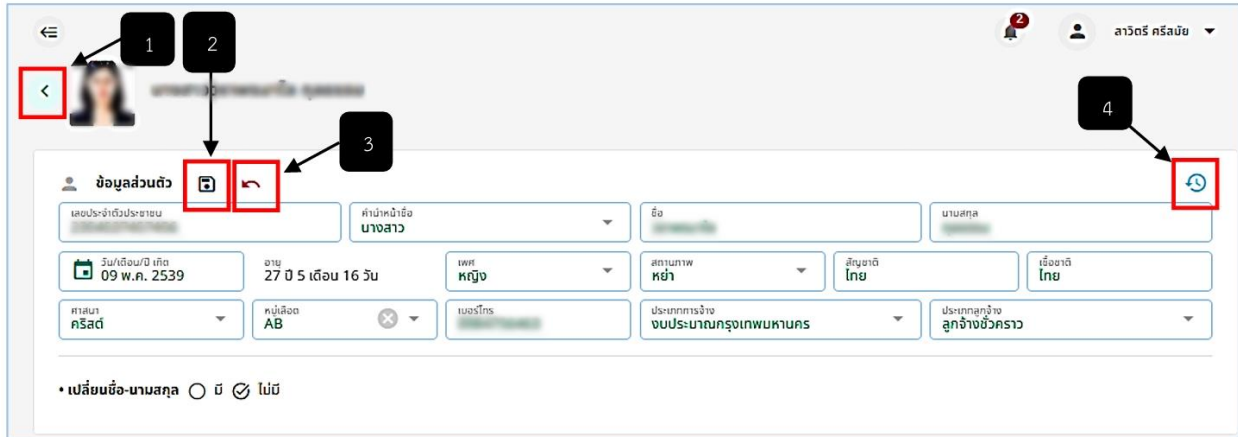 2
สาวิตรี ศรีสมัย
1
2
3
4
ข้อมูลส่วนตัว
เลขประจำตัวประชาชน
คำนำหน้าชื่อ
นางสาว
ชื่อ
นามสกุล
วัน/เดือน/ปี เกิด
09 พ.ค. 2539
อายุ
27 ปี 5 เดือน 16 วัน
เพศ
หญิง
สถานภาพ
หย่า
สัญชาติ
ไทย
เชื้อชาติ
ไทย
ศาสนา
คริสต์
หมู่เลือด
AB
เบอร์โทร
ประเภทการจ้าง
งบประมาณกรุงเทพมหานคร
ประเภทลูกจ้าง
ลูกจ้างชั่วคราว
• เปลี่ยนชื่อ-นามสกุล มี ไม่มี